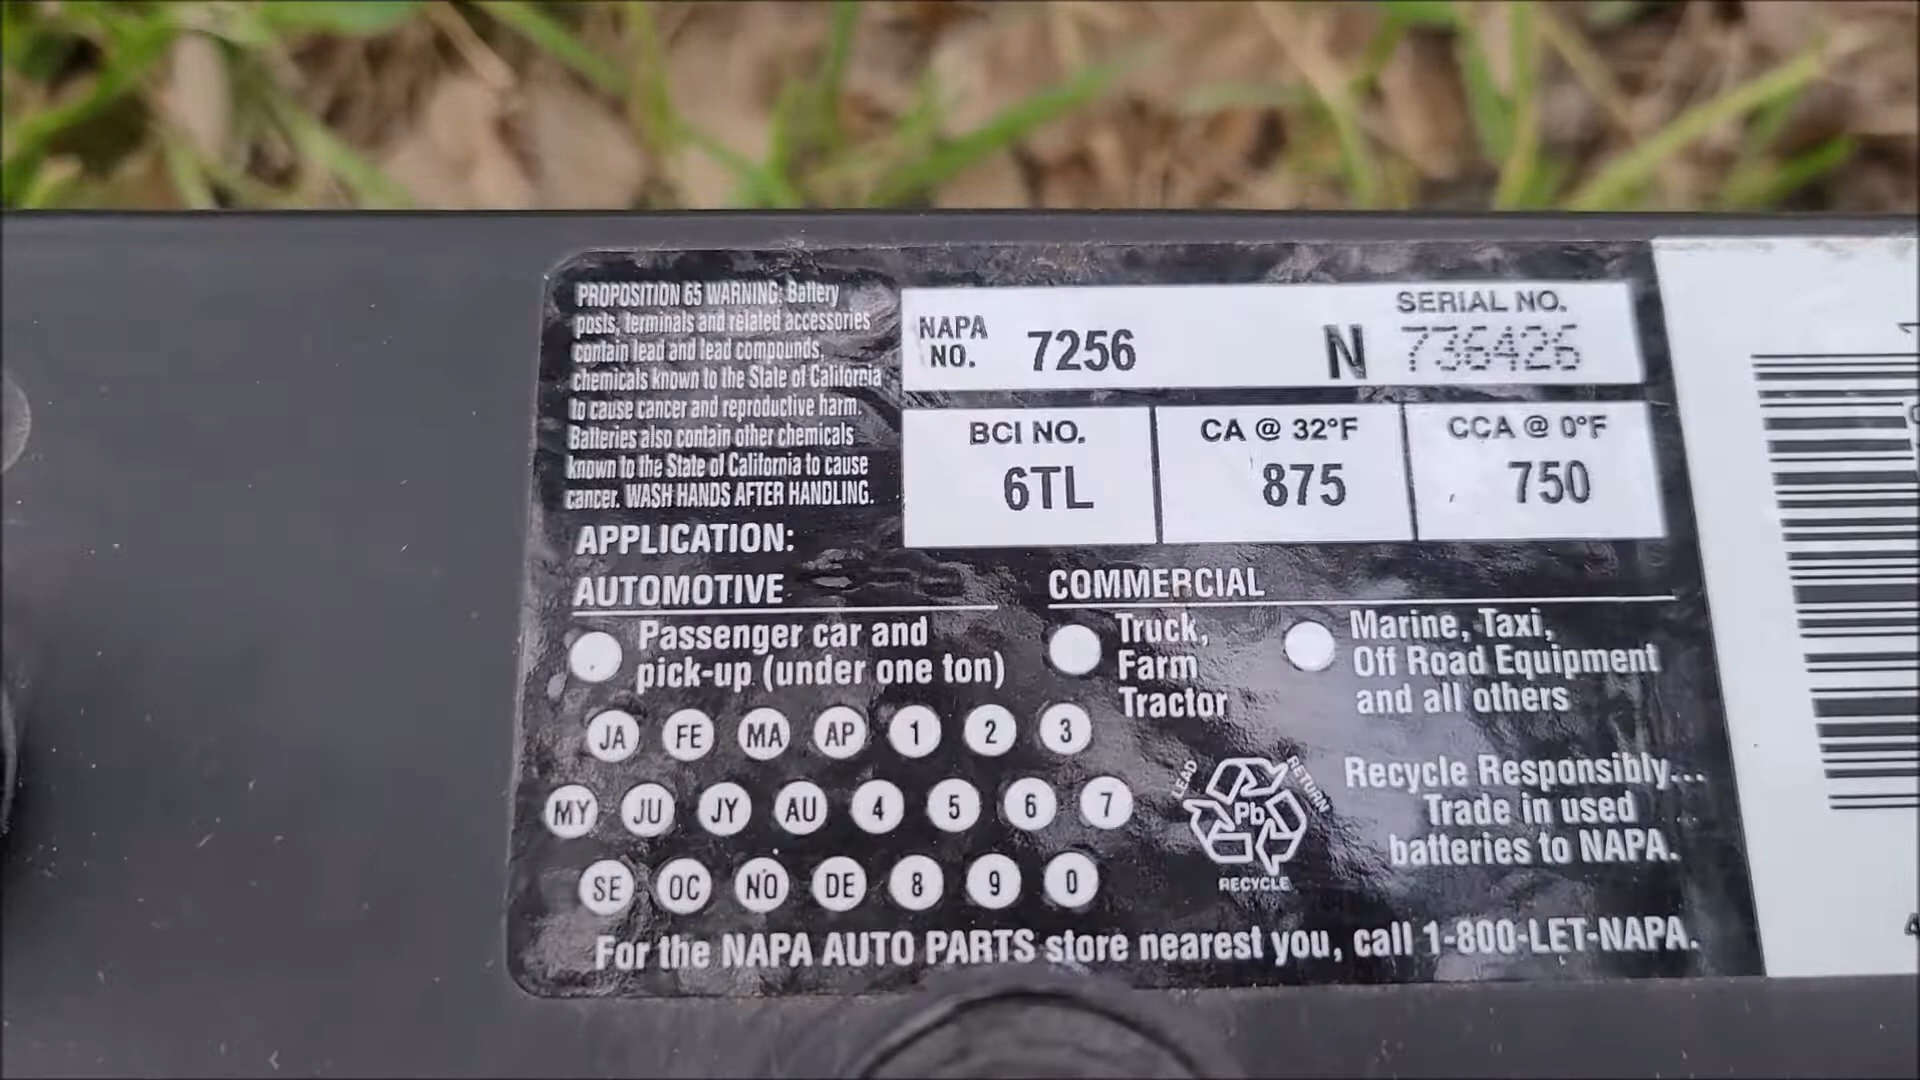 PROPOSITION 65 WARNING: Battery
posts, terminals and related accessories
contain lead and lead compounds,
chemicals known to the State of California
to cause cancer and reproductive harm.
Batteries also contain other chemicals
known to the State of California to cause
cancer. WASH HANDS AFTER HANDLING.
NAPA NO. 7256 N
SERIAL NO.
736426
BCI NO.
6TL
CA @ 32°F
875
CCA @ 0°F
750
APPLICATION:
AUTOMOTIVE
Passenger car and
pick-up (under one ton)
COMMERCIAL
Truck,
Farm
Tractor
Marine, Taxi,
Off Road Equipment
and all others
JA FE MA AP 1 2 3
MY JU JY AU 4 5 6 7
SE OC NO DE 8 9 0
LEAD RETURN
Pb
RECYCLE
Recycle Responsibly...
Trade in used
batteries to NAPA.
For the NAPA AUTO PARTS store nearest you, call 1-800-LET-NAPA.